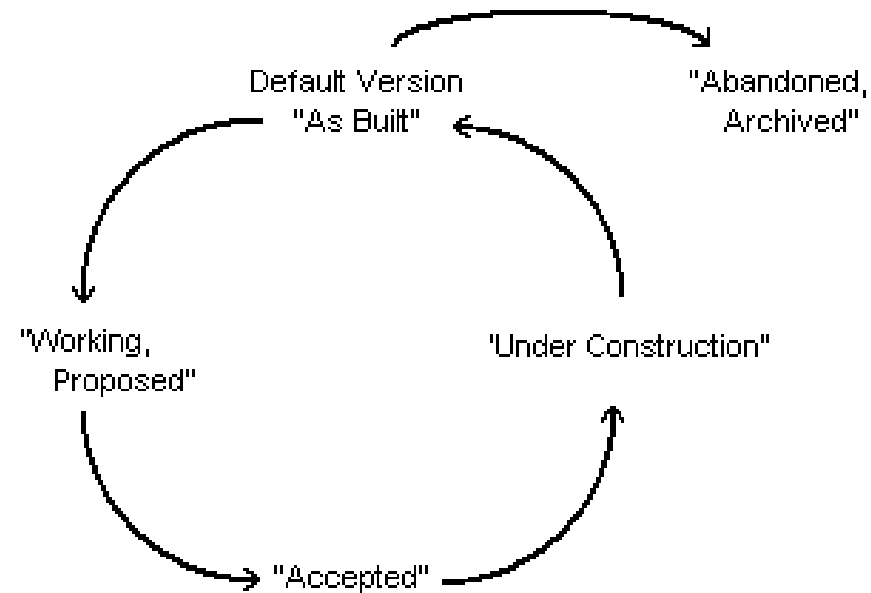 Default Version
"As Built"
"Abandoned,
Archived"
"Working,
Proposed"
'Under Construction"
"Accepted"